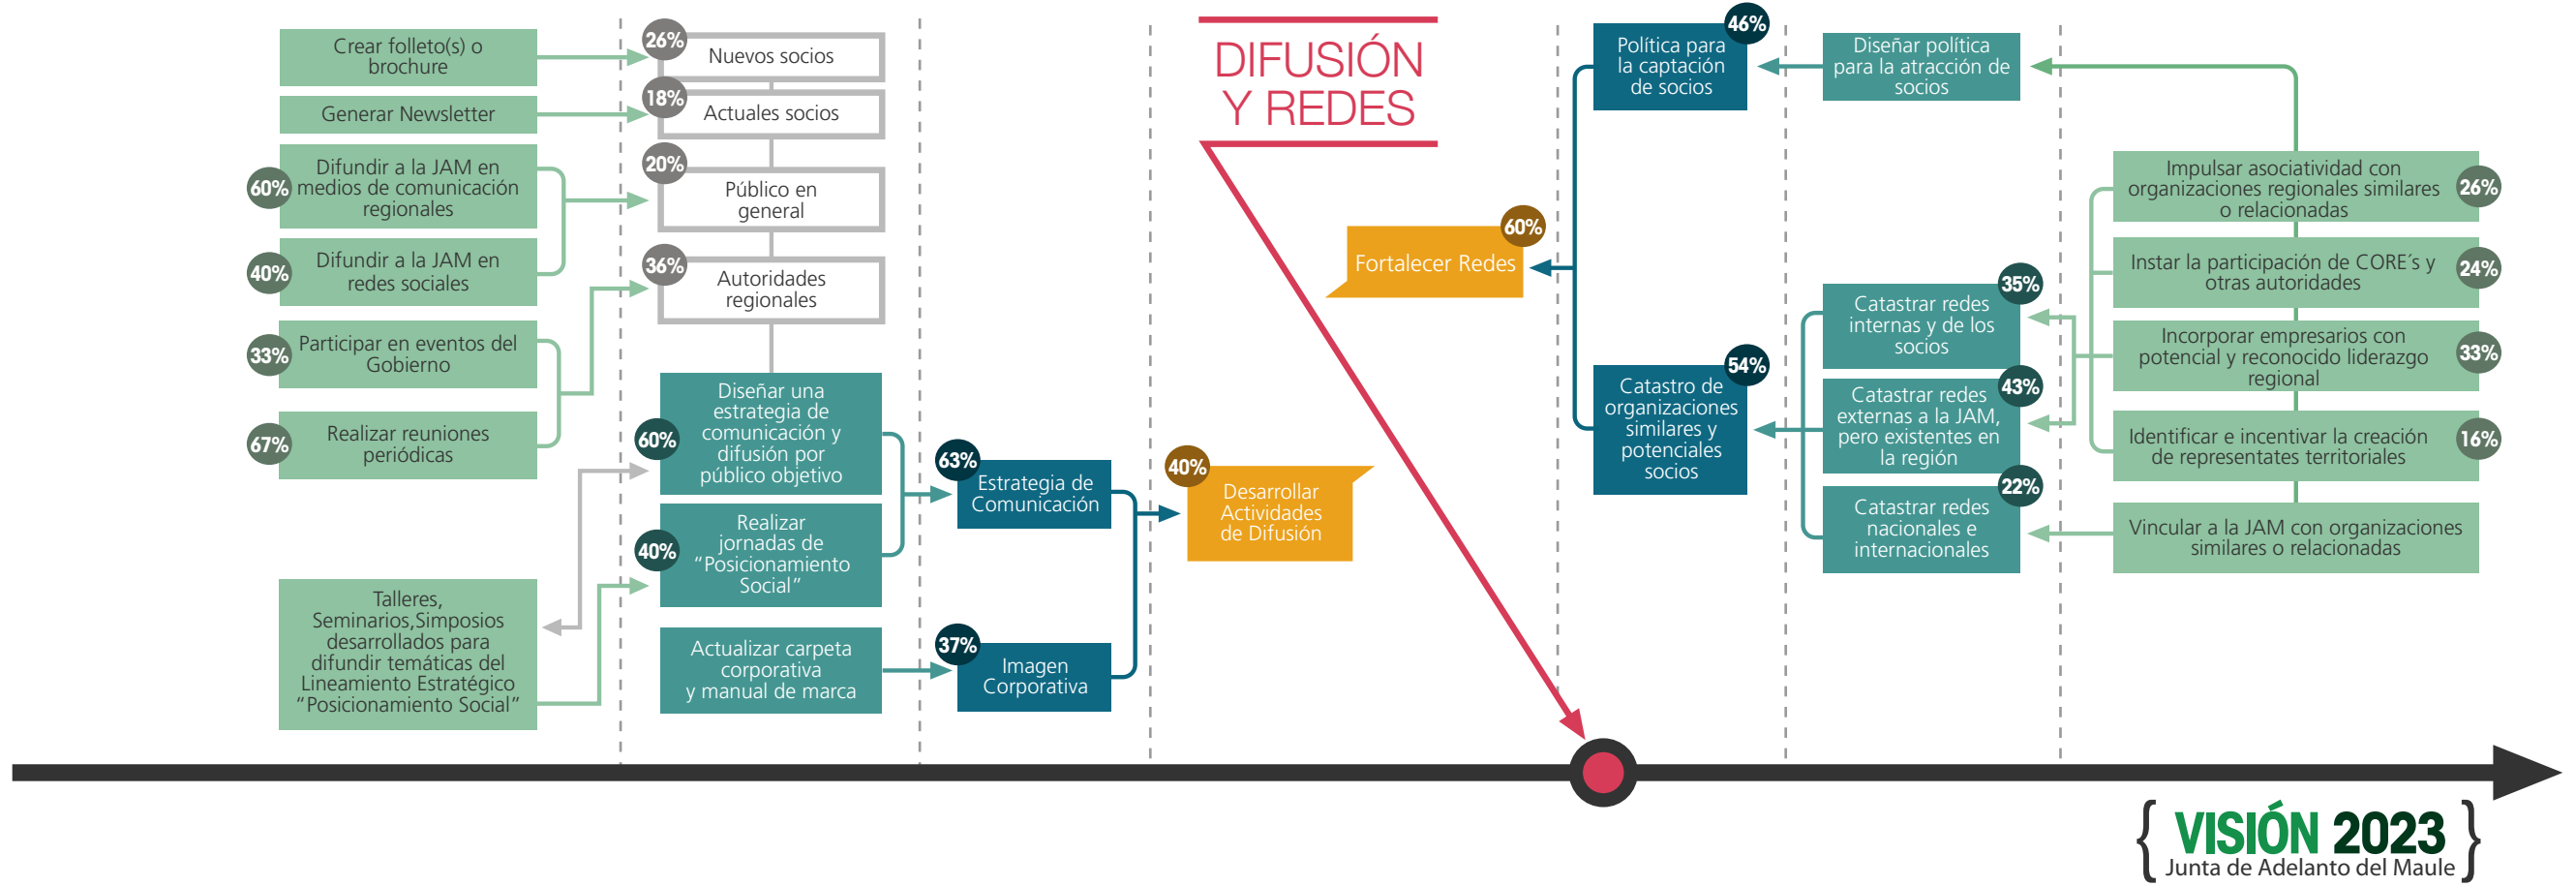 Crear folleto(s) o
brochure
Generar Newsletter
60%
Difundir a la JAM en
medios de comunicación
regionales
40%
Difundir a la JAM en
redes sociales
33%
Participar en eventos del
Gobierno
67%
Realizar reuniones
periódicas
Talleres,
Seminarios,Simposios
desarrollados para
difundir temáticas del
Lineamiento Estratégico
“Posicionamiento Social”
26%
Nuevos socios
18%
Actuales socios
20%
Público en
general
36%
Autoridades
regionales
60%
Diseñar una
estrategia de
comunicación y
difusión por
público objetivo
40%
Realizar
jornadas de
“Posicionamiento
Social”
Actualizar carpeta
corporativa
y manual de marca
63%
Estrategia de
Comunicación
37%
Imagen
Corporativa
40%
Desarrollar
Actividades
de Difusión
DIFUSIÓN
Y REDES
60%
Fortalecer Redes
46%
Política para
la captación
de socios
54%
Catastro de
organizaciones
similares y
potenciales
socios
Diseñar política
para la atracción de
socios
35%
Catastrar redes
internas y de los
socios
43%
Catastrar redes
externas a la JAM,
pero existentes en
la región
22%
Catastrar redes
nacionales e
internacionales
Impulsar asociatividad con
organizaciones regionales similares
o relacionadas
26%
Instar la participación de CORE´s y
otras autoridades
24%
Incorporar empresarios con
potencial y reconocido liderazgo
regional
33%
Identificar e incentivar la creación
de representates territoriales
16%
Vincular a la JAM con organizaciones
similares o relacionadas
{ VISIÓN 2023 }
Junta de Adelanto del Maule